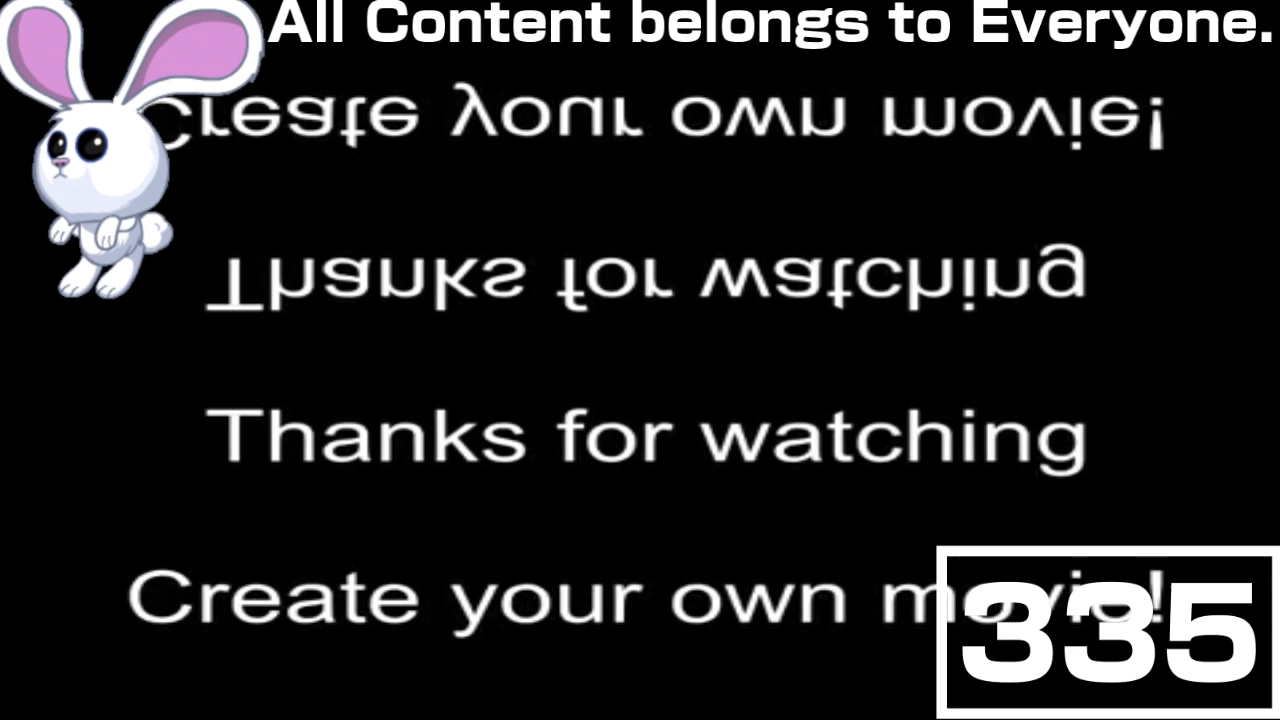 All Content belongs to Everyone.
Create your own movie!
Thanks for watching
Thanks for watching
Create your own movie!
335